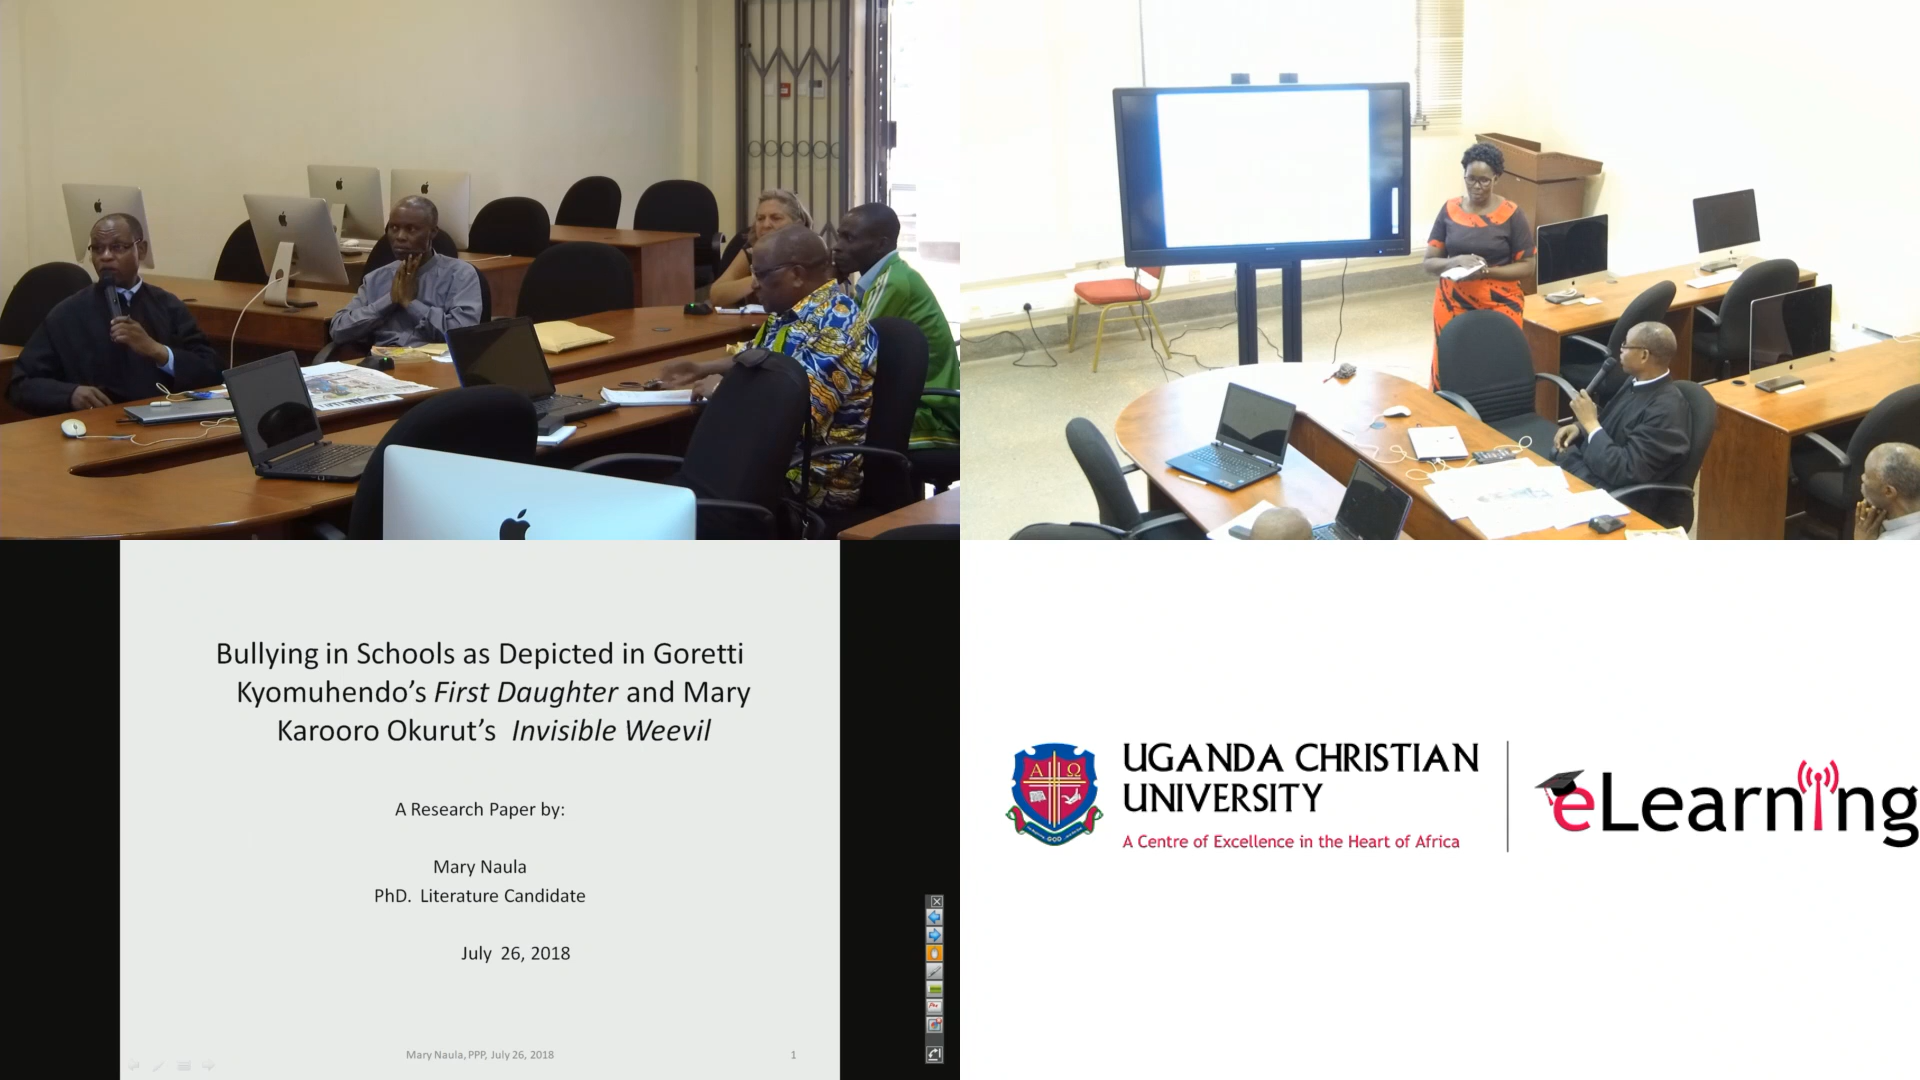 Bullying in Schools as Depicted in Goretti
Kyomuhendo's First Daughter and Mary
Karooro Okurut's Invisible Weevil
A Research Paper by:
Mary Naula
PhD. Literature Candidate
July 26, 2018
Mary Naula, PPP, July 26, 2018
1
UGANDA CHRISTIAN
UNIVERSITY
A Centre of Excellence in the Heart of Africa
eLearning
Α Ω
GOD